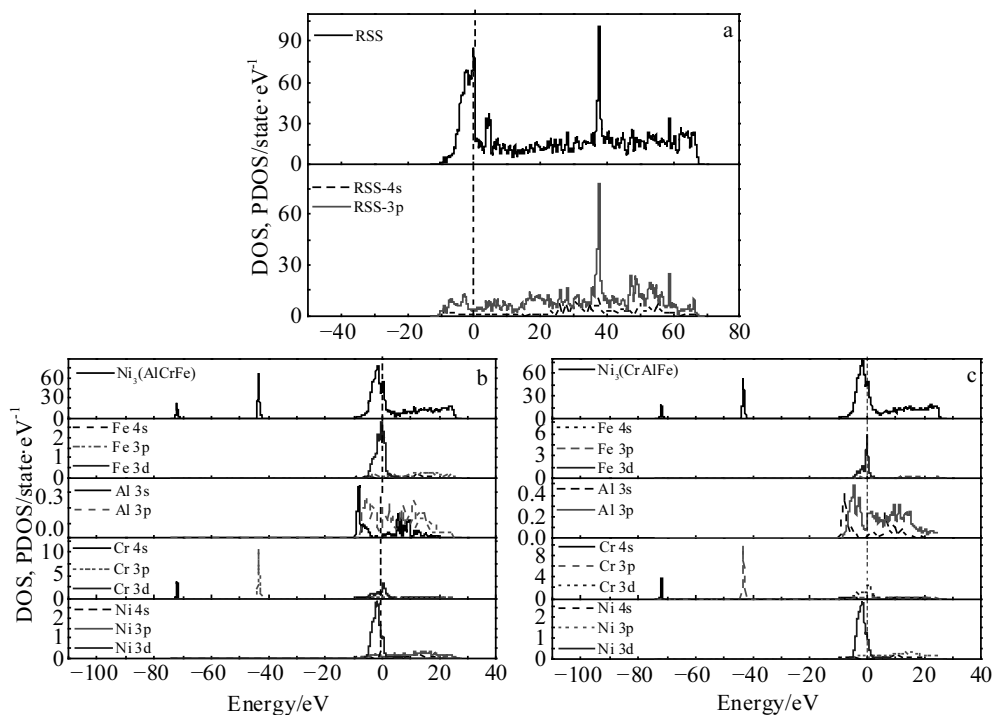 a
RSS
DOS, PDOS/state·eV⁻¹
90
60
30
0
RSS-4s
RSS-3p
60
30
0
−40 −20 0 20 40 60 80
b
Ni₃(AlCrFe)
DOS, PDOS/state·eV⁻¹
60
30
0
Fe 4s
Fe 3p
Fe 3d
2
1
0
Al 3s
Al 3p
0.3
0.0
Cr 4s
Cr 3p
Cr 3d
10
5
0
Ni 4s
Ni 3p
Ni 3d
2
1
0
−100 −80 −60 −40 −20 0 20 40
Energy/eV
c
Ni₃(CrAlFe)
60
30
0
Fe 4s
Fe 3p
Fe 3d
6
3
0
Al 3s
Al 3p
0.4
0.2
0.0
Cr 4s
Cr 3p
Cr 3d
8
4
0
Ni 4s
Ni 3p
Ni 3d
2
1
0
−100 −80 −60 −40 −20 0 20 40
Energy/eV